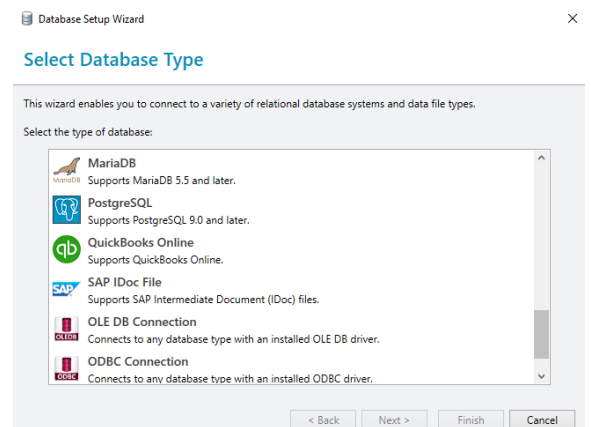 Database Setup Wizard
Select Database Type
This wizard enables you to connect to a variety of relational database systems and data file types.
Select the type of database:
MariaDB
MariaDB
Supports MariaDB 5.5 and later.
PostgreSQL
Supports PostgreSQL 9.0 and later.
qb
QuickBooks Online
Supports QuickBooks Online.
SAP
SAP IDoc File
Supports SAP Intermediate Document (IDoc) files.
OLEDB
OLE DB Connection
Connects to any database type with an installed OLE DB driver.
ODBC
ODBC Connection
Connects to any database type with an installed ODBC driver.
< Back Next > Finish Cancel